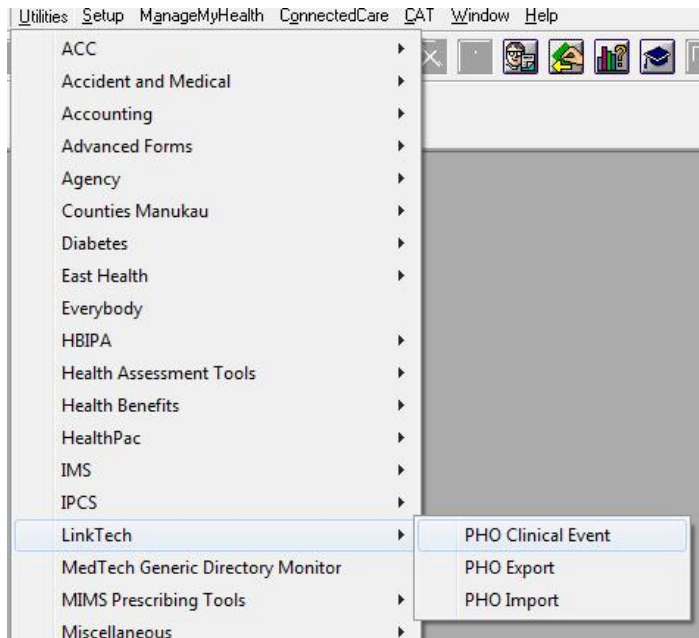 Utilities Setup ManageMyHealth ConnectedCare CAT Window Help
ACC
Accident and Medical
Accounting
Advanced Forms
Agency
Counties Manukau
Diabetes
East Health
Everybody
HBIPA
Health Assessment Tools
Health Benefits
HealthPac
IMS
IPCS
LinkTech
PHO Clinical Event
MedTech Generic Directory Monitor
PHO Export
MIMS Prescribing Tools
PHO Import
Miscellaneous